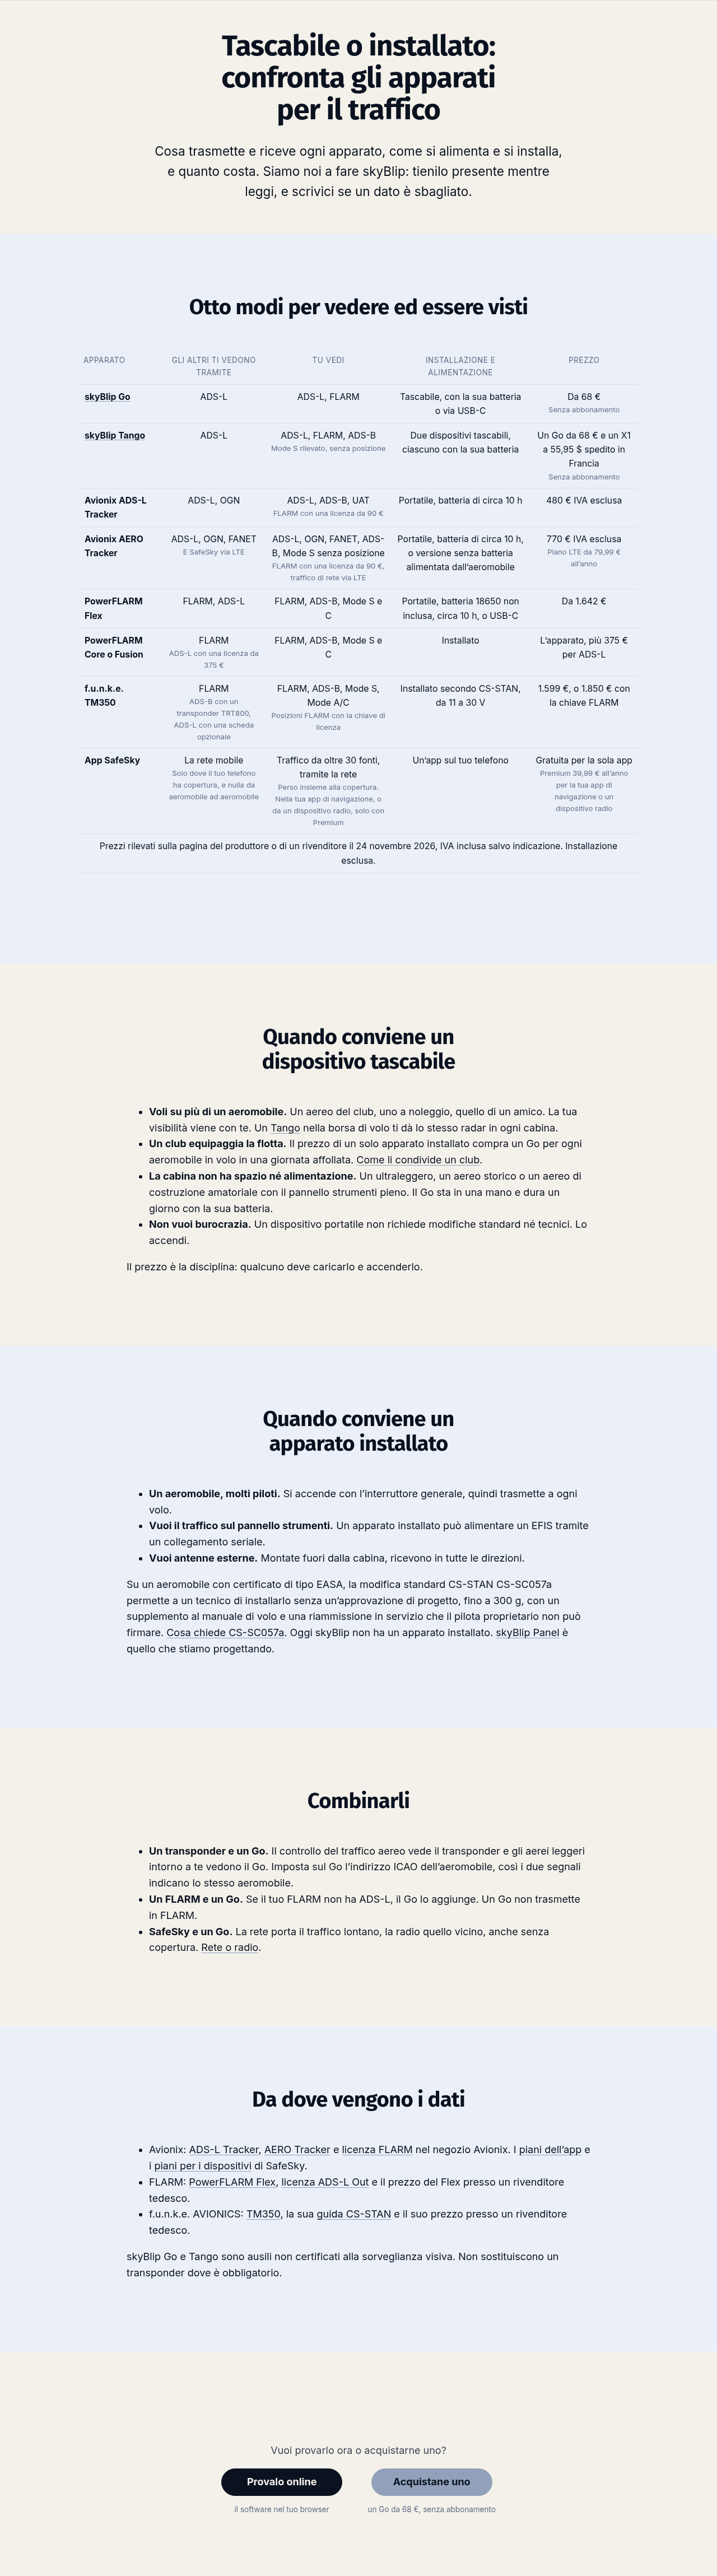 Tascabile o installato:
confronta gli apparati
per il traffico
Cosa trasmette e riceve ogni apparato, come si alimenta e si installa,
e quanto costa. Siamo noi a fare skyBlip: tienilo presente mentre
leggi, e scrivici se un dato è sbagliato.
Otto modi per vedere ed essere visti
APPARATO
GLI ALTRI TI VEDONO
TRAMITE
TU VEDI
INSTALLAZIONE E
ALIMENTAZIONE
PREZZO
skyBlip Go
ADS-L
ADS-L, FLARM
Tascabile, con la sua batteria
o via USB-C
Da 68 €
Senza abbonamento
skyBlip Tango
ADS-L
ADS-L, FLARM, ADS-B
Mode S rilevato, senza posizione
Due dispositivi tascabili,
ciascuno con la sua batteria
Un Go da 68 € e un X1
a 55,95 $ spedito in
Francia
Senza abbonamento
Avionix ADS-L
Tracker
ADS-L, OGN
ADS-L, ADS-B, UAT
FLARM con una licenza da 90 €
Portatile, batteria di circa 10 h
480 € IVA esclusa
Avionix AERO
Tracker
ADS-L, OGN, FANET
E SafeSky via LTE
ADS-L, OGN, FANET, ADS-
B, Mode S senza posizione
FLARM con una licenza da 90 €,
traffico di rete via LTE
Portatile, batteria di circa 10 h,
o versione senza batteria
alimentata dall'aeromobile
770 € IVA esclusa
Piano LTE da 79,99 €
all'anno
PowerFLARM
Flex
FLARM, ADS-L
FLARM, ADS-B, Mode S e
C
Portatile, batteria 18650 non
inclusa, circa 10 h, o USB-C
Da 1.642 €
PowerFLARM
Core o Fusion
FLARM
ADS-L con una licenza da
375 €
FLARM, ADS-B, Mode S e
C
Installato
L'apparato, più 375 €
per ADS-L
f.u.n.k.e.
TM350
FLARM
ADS-B con un
transponder TRT800,
ADS-L con una scheda
opzionale
FLARM, ADS-B, Mode S,
Mode A/C
Posizioni FLARM con la chiave di
licenza
Installato secondo CS-STAN,
da 11 a 30 V
1.599 €, o 1.850 € con
la chiave FLARM
App SafeSky
La rete mobile
Solo dove il tuo telefono
ha copertura, e nulla da
aeromobile ad aeromobile
Traffico da oltre 30 fonti,
tramite la rete
Perso insieme alla copertura.
Nella tua app di navigazione, o
da un dispositivo radio, solo con
Premium
Un'app sul tuo telefono
Gratuita per la sola app
Premium 39,99 € all'anno
per la tua app di
navigazione o un
dispositivo radio
Prezzi rilevati sulla pagina del produttore o di un rivenditore il 24 novembre 2026, IVA inclusa salvo indicazione. Installazione
esclusa.
Quando conviene un
dispositivo tascabile
• Voli su più di un aeromobile. Un aereo del club, uno a noleggio, quello di un amico. La tua
visibilità viene con te. Un Tango nella borsa di volo ti dà lo stesso radar in ogni cabina.
• Un club equipaggia la flotta. Il prezzo di un solo apparato installato compra un Go per ogni
aeromobile in volo in una giornata affollata. Come li condivide un club.
• La cabina non ha spazio né alimentazione. Un ultraleggero, un aereo storico o un aereo di
costruzione amatoriale con il pannello strumenti pieno. Il Go sta in una mano e dura un
giorno con la sua batteria.
• Non vuoi burocrazia. Un dispositivo portatile non richiede modifiche standard né tecnici. Lo
accendi.
Il prezzo è la disciplina: qualcuno deve caricarlo e accenderlo.
Quando conviene un
apparato installato
• Un aeromobile, molti piloti. Si accende con l'interruttore generale, quindi trasmette a ogni
volo.
• Vuoi il traffico sul pannello strumenti. Un apparato installato può alimentare un EFIS tramite
un collegamento seriale.
• Vuoi antenne esterne. Montate fuori dalla cabina, ricevono in tutte le direzioni.
Su un aeromobile con certificato di tipo EASA, la modifica standard CS-STAN CS-SC057a
permette a un tecnico di installarlo senza un'approvazione di progetto, fino a 300 g, con un
supplemento al manuale di volo e una riammissione in servizio che il pilota proprietario non può
firmare. Cosa chiede CS-SC057a. Oggi skyBlip non ha un apparato installato. skyBlip Panel è
quello che stiamo progettando.
Combinarli
• Un transponder e un Go. Il controllo del traffico aereo vede il transponder e gli aerei leggeri
intorno a te vedono il Go. Imposta sul Go l'indirizzo ICAO dell'aeromobile, così i due segnali
indicano lo stesso aeromobile.
• Un FLARM e un Go. Se il tuo FLARM non ha ADS-L, il Go lo aggiunge. Un Go non trasmette
in FLARM.
• SafeSky e un Go. La rete porta il traffico lontano, la radio quello vicino, anche senza
copertura. Rete o radio.
Da dove vengono i dati
• Avionix: ADS-L Tracker, AERO Tracker e licenza FLARM nel negozio Avionix. I piani dell'app e
i piani per i dispositivi di SafeSky.
• FLARM: PowerFLARM Flex, licenza ADS-L Out e il prezzo del Flex presso un rivenditore
tedesco.
• f.u.n.k.e. AVIONICS: TM350, la sua guida CS-STAN e il suo prezzo presso un rivenditore
tedesco.
skyBlip Go e Tango sono ausili non certificati alla sorveglianza visiva. Non sostituiscono un
transponder dove è obbligatorio.
Vuoi provarlo ora o acquistarne uno?
Provalo online
Acquistane uno
il software nel tuo browser
un Go da 68 €, senza abbonamento